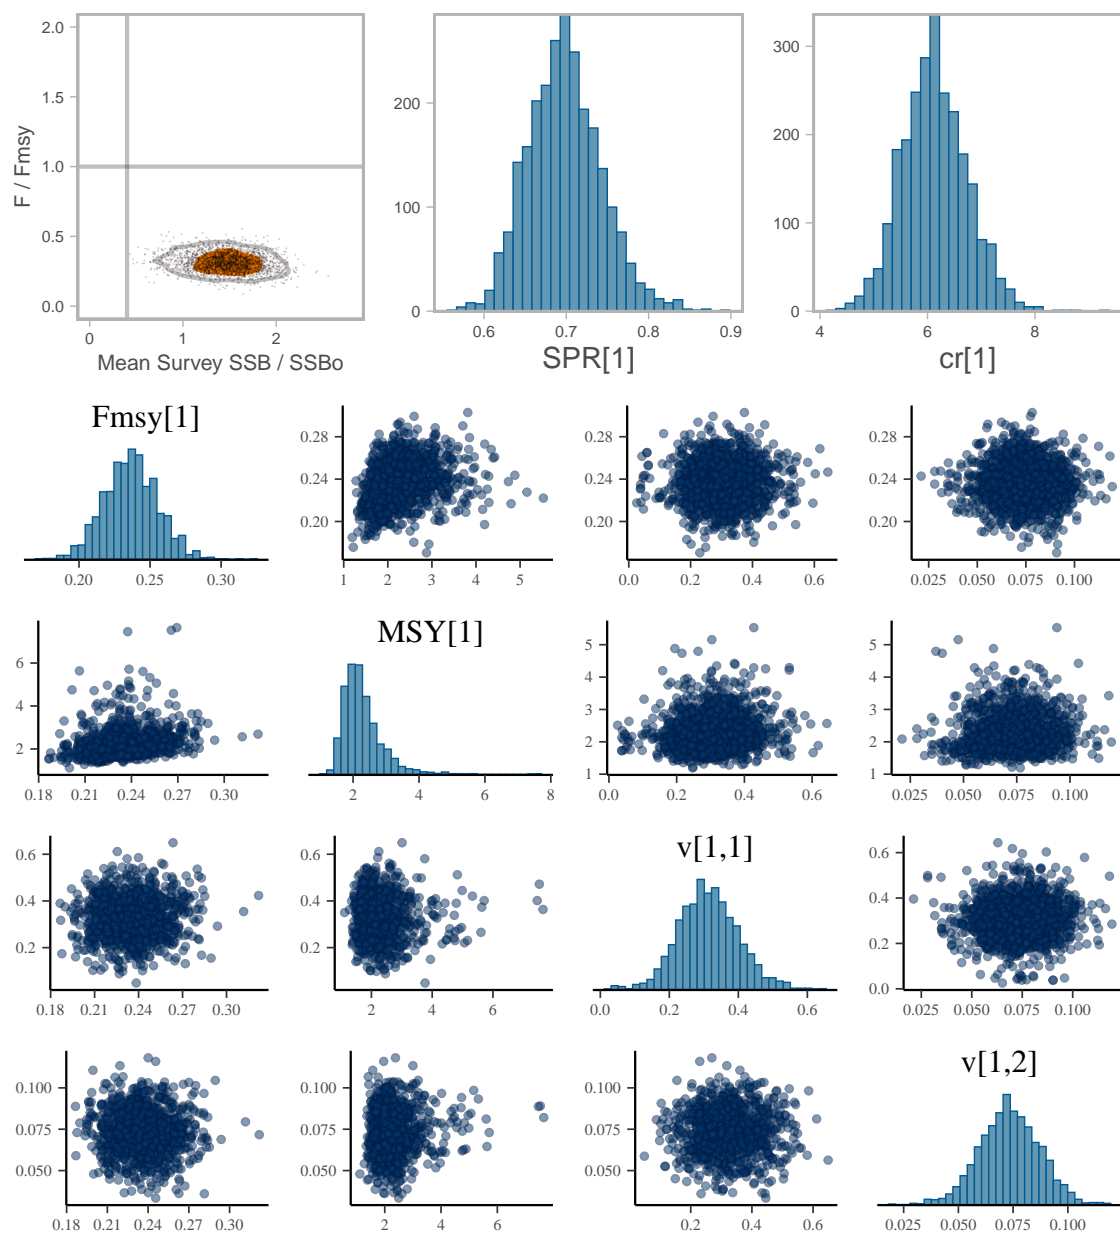 2.0
1.5
1.0
0.5
0.0
F / Fmsy
0 1 2
Mean Survey SSB / SSBo
200
100
0
0.6 0.7 0.8 0.9
SPR[1]
300
200
100
0
4 6 8
cr[1]
Fmsy[1]
0.20 0.25 0.30
0.28
0.24
0.20
1 2 3 4 5
0.28
0.24
0.20
0.0 0.2 0.4 0.6
0.28
0.24
0.20
0.025 0.050 0.075 0.100
6
4
2
0.18 0.21 0.24 0.27 0.30
MSY[1]
2 4 6 8
5
4
3
2
1
0.0 0.2 0.4 0.6
5
4
3
2
1
0.025 0.050 0.075 0.100
0.6
0.4
0.2
0.18 0.21 0.24 0.27 0.30
0.6
0.4
0.2
2 4 6
v[1,1]
0.0 0.2 0.4 0.6
0.6
0.4
0.2
0.0
0.025 0.050 0.075 0.100
0.100
0.075
0.050
0.18 0.21 0.24 0.27 0.30
0.100
0.075
0.050
2 4 6
0.100
0.075
0.050
0.2 0.4 0.6
v[1,2]
0.025 0.050 0.075 0.100